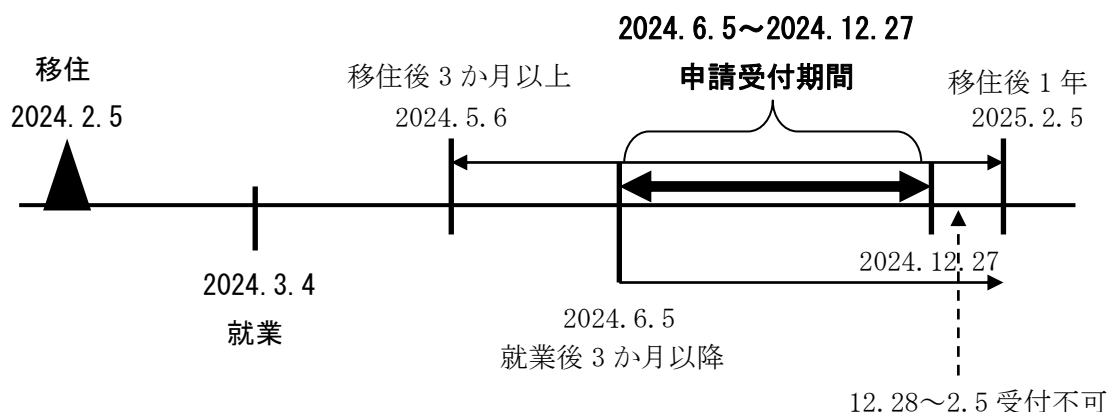 2024.6.5～2024.12.27
申請受付期間
移住
2024.2.5
移住後 3 か月以上
2024.5.6
移住後 1 年
2025.2.5
2024.3.4
就業
2024.12.27
2024.6.5
就業後 3 か月以降
12.28～2.5 受付不可